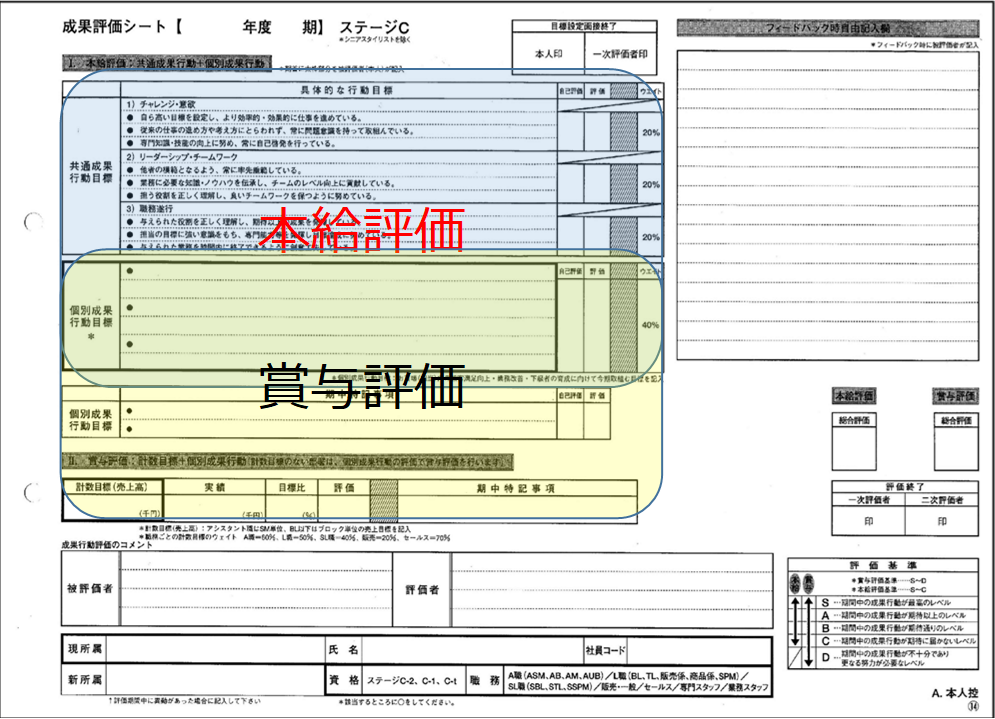 成果評価シート【　　　年度　　期】 ステージC
*シニアスタイリストを除く
目標設定面接終了
本人印 一次評価者印
フィードバック時自由記入欄
*フィードバック時に被評価者が記入
Ⅰ．本給評価：共通成果行動＋個別成果行動
具体的な行動目標 自己評価 評価 ウエイト
共通成果
行動目標
1）チャレンジ・意欲
● 自ら高い目標を設定し、より効率的・効果的に仕事を進めている。
● 従来の仕事の進め方や考え方にとらわれず、常に問題意識を持って取組んでいる。
● 専門知識・技能の向上に努め、常に自己啓発を行っている。
20%
2）リーダーシップ・チームワーク
● 他者の模範となるよう、常に率先垂範している。
● 業務に必要な知識・ノウハウを伝承し、チームのレベル向上に貢献している。
● 担う役割を正しく理解し、良いチームワークを保つように努めている。
20%
3）職務遂行
● 与えられた役割を正しく理解し、期待以上
● 担当の目標に強い意識をもち、専門
● 与えられた業務を時間内に終了でき
20%
本給評価
個別成果
行動目標
*
自己評価 評価 ウエイト
40%
賞与評価
満足向上・業務改善・下級者の育成に向けて今期取組む目標を記入
期中特記事項 自己評価 評価
個別成果
行動目標
Ⅱ．賞与評価：計数目標＋個別成果行動（計数目標のない部署は、個別成果行動の評価で賞与評価を行います。）
計数目標（売上高） 実績 目標比 評価 期中特記事項
（千円） （千円） （%）
*計数目標（売上高）：アシスタント職はSM単位、BL以下はブロック単位の売上目標を記入
*職務ごとの計数目標のウェイト A職＝60%、L職＝50%、SL職＝40%、販売＝20%、セールス＝70%
成果行動評価のコメント
被評価者 評価者
本給評価 賞与評価
総合評価 総合評価
評価終了
一次評価者 二次評価者
印 印
評価基準
本給 賞与
*賞与評価基準……S～D
*本給評価基準……S～C
S …期間中の成果行動が最高のレベル
A …期間中の成果行動が期待以上のレベル
B …期間中の成果行動が期待通りのレベル
C …期間中の成果行動が期待に届かないレベル
D …期間中の成果行動が不十分であり
更なる努力が必要なレベル
現所属 氏名 社員コード
新所属 資格 ステージC-2、C-1、C-t 職務 A職（ASM、AB、AM、AUB）／L職（BL、TL、販売係、商品係、SPM）／
SL職（SBL、STL、SSPM）／販売・一般／セールス／専門スタッフ／業務スタッフ
↑評価期間中に異動があった場合に記入して下さい
*該当するところに○をしてください。
A. 本人控
⑭